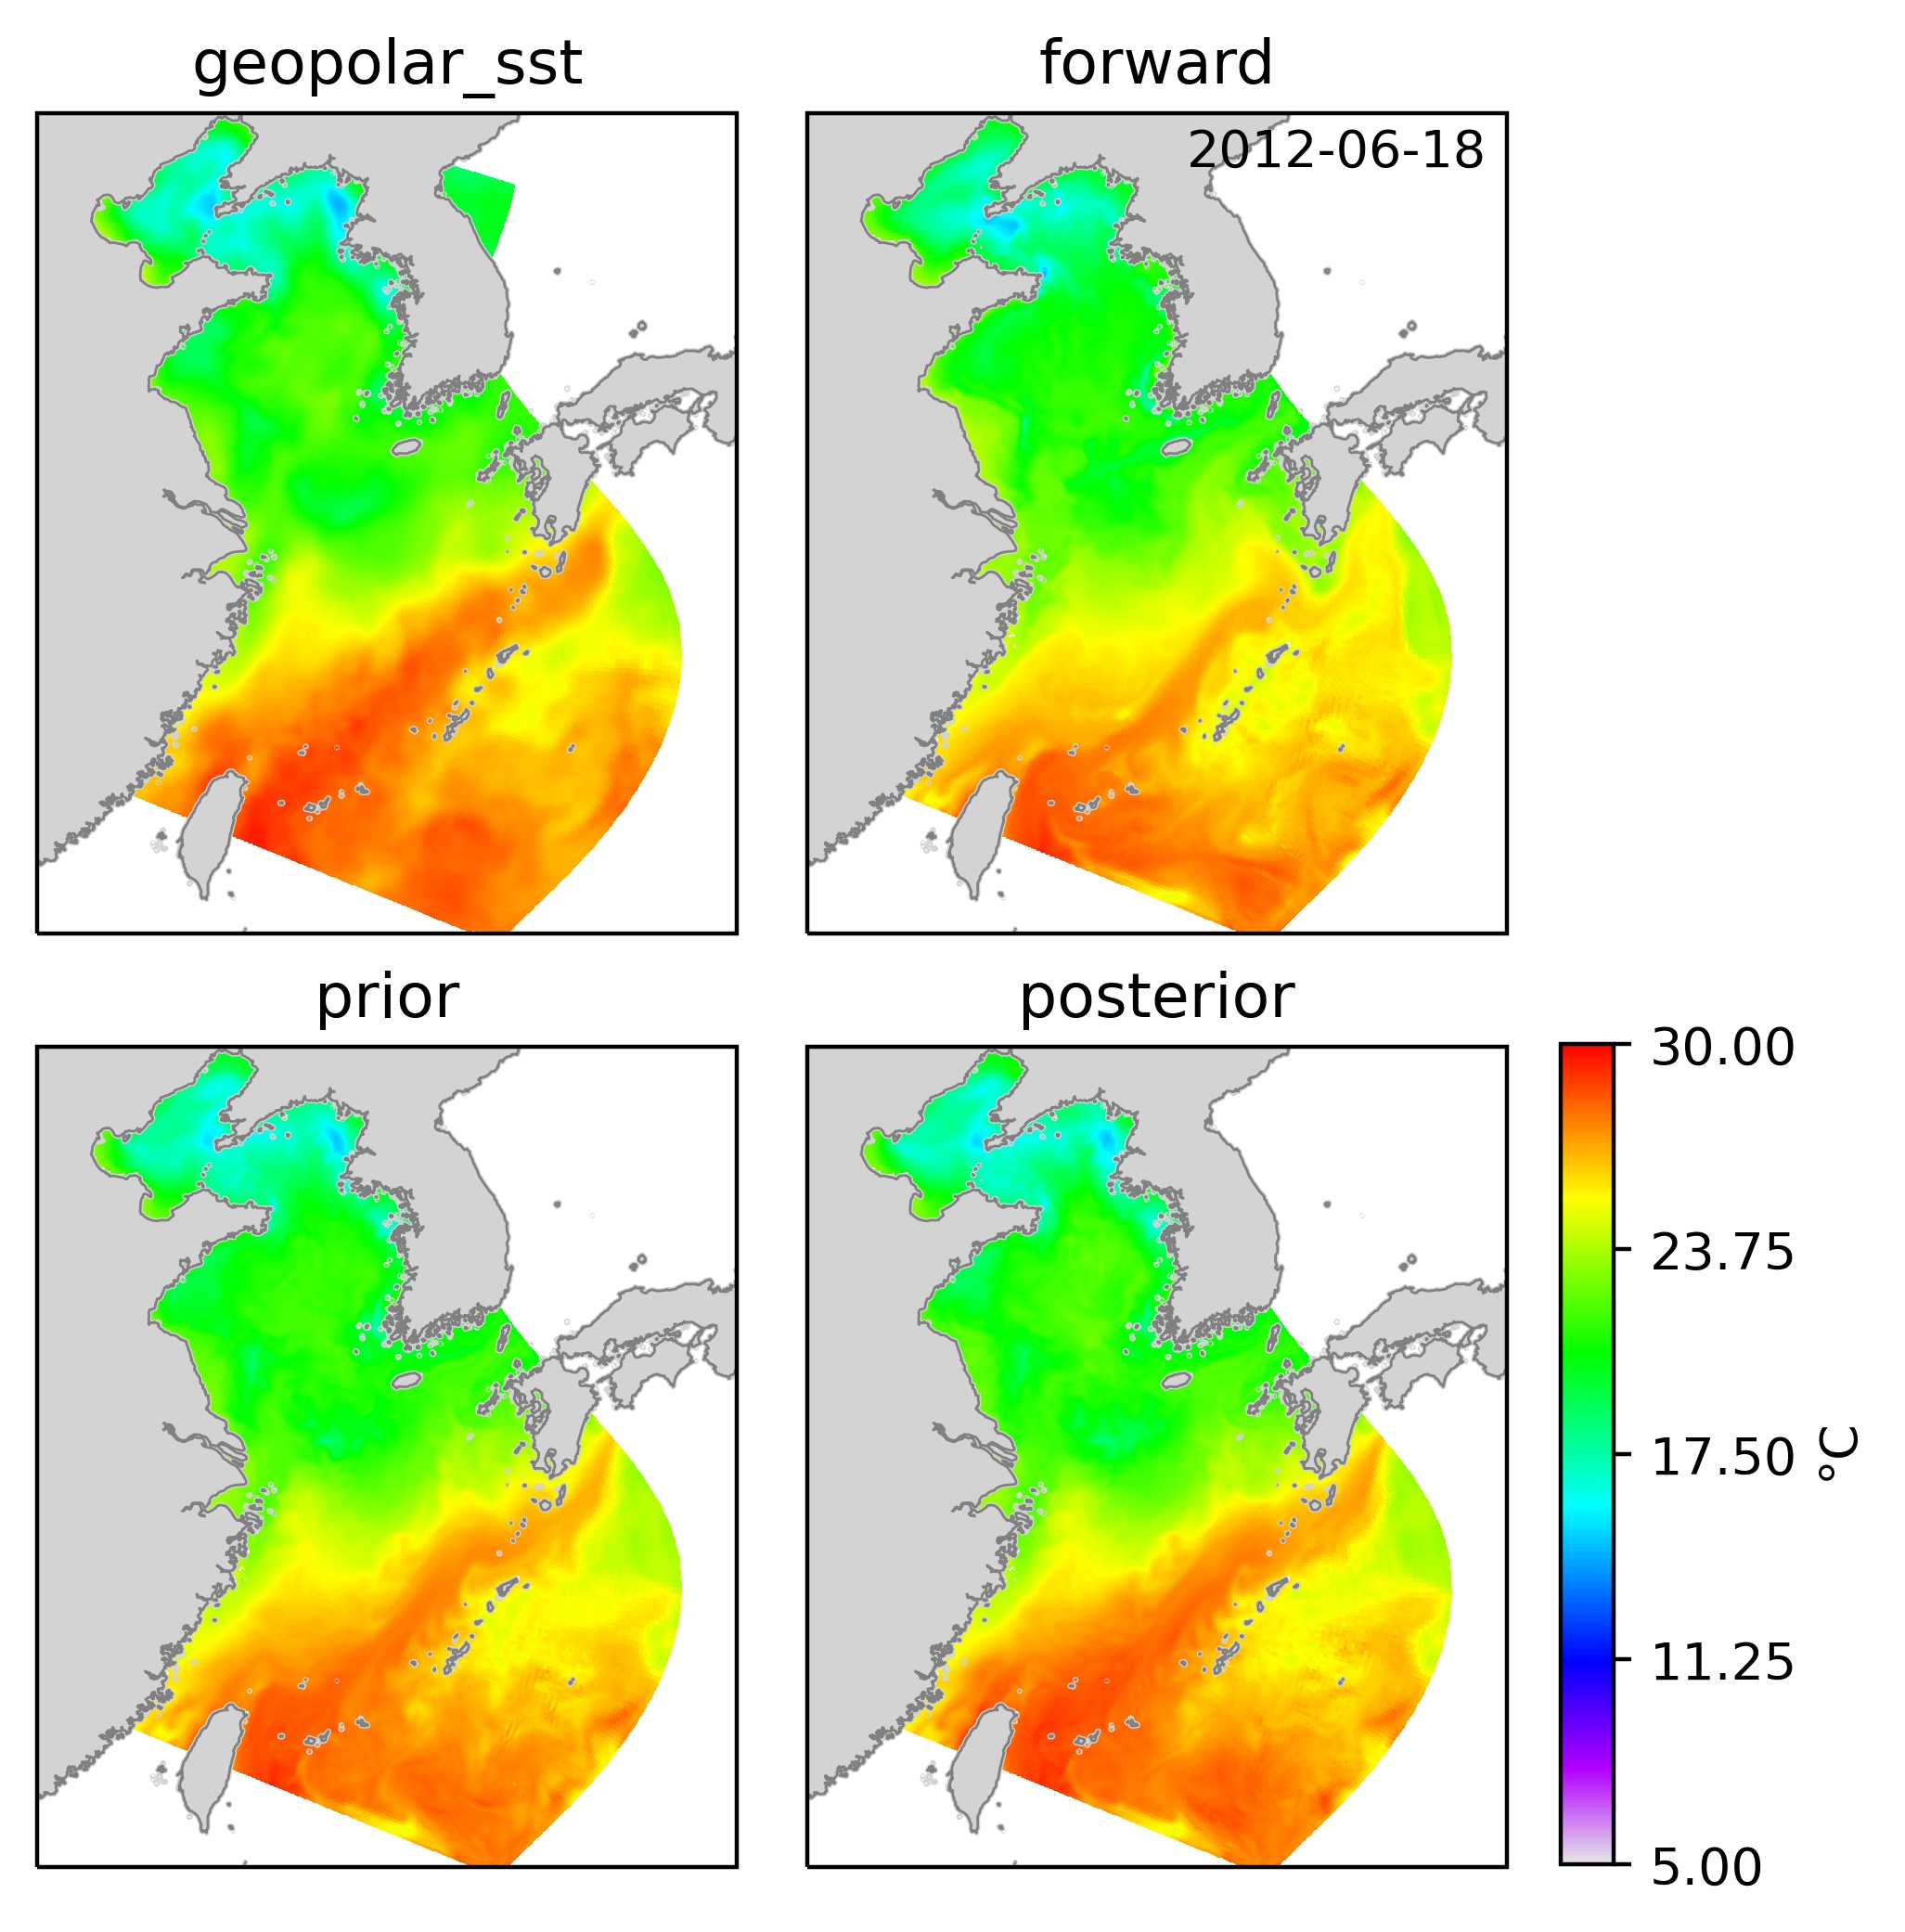 geopolar_sst
forward
2012-06-18
prior
posterior
30.00
23.75
17.50
11.25
5.00
°C